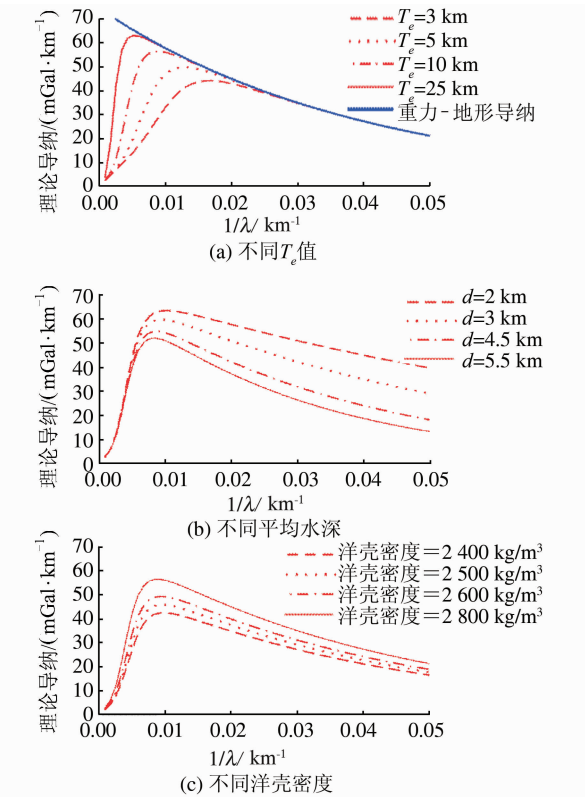 70
60
50
40
30
20
10
0
理论导纳/(mGal·km⁻¹)
Tₑ=3 km
Tₑ=5 km
Tₑ=10 km
Tₑ=25 km
重力-地形导纳
0.00 0.01 0.02 0.03 0.04 0.05
1/λ/ km⁻¹
(a) 不同Tₑ值
70
60
50
40
30
20
10
0
理论导纳/(mGal·km⁻¹)
d=2 km
d=3 km
d=4.5 km
d=5.5 km
0.00 0.01 0.02 0.03 0.04 0.05
1/λ/ km⁻¹
(b) 不同平均水深
70
60
50
40
30
20
10
0
理论导纳/(mGal·km⁻¹)
洋壳密度=2 400 kg/m³
洋壳密度=2 500 kg/m³
洋壳密度=2 600 kg/m³
洋壳密度=2 800 kg/m³
0.00 0.01 0.02 0.03 0.04 0.05
1/λ/ km⁻¹
(c) 不同洋壳密度